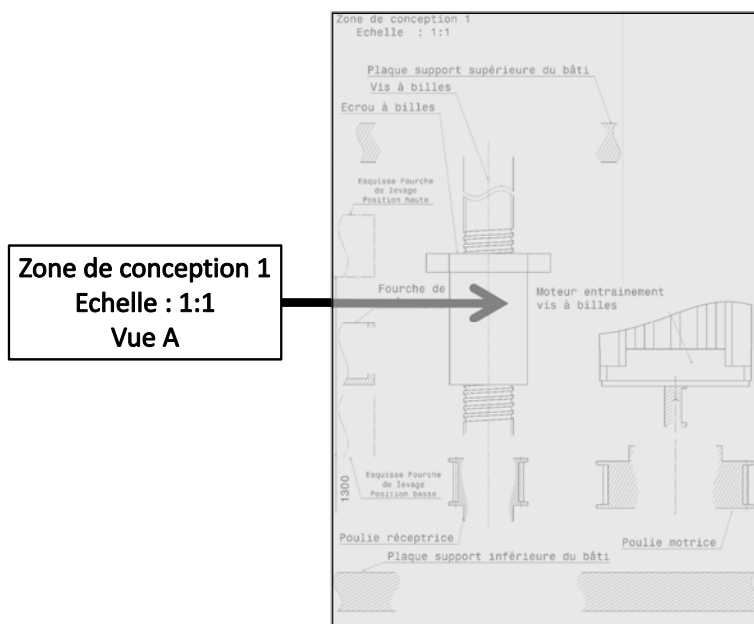 Zone de conception 1
Echelle : 1:1
Plaque support supérieure du bâti
Vis à billes
Ecrou à billes
Esquisse Fourche
de levage
Position haute
Zone de conception 1
Echelle : 1:1
Vue A
Fourche de
Moteur entrainement
vis à billes
1300
Esquisse Fourche
de levage
Position basse
Poulie réceptrice
Poulie motrice
Plaque support inférieure du bâti